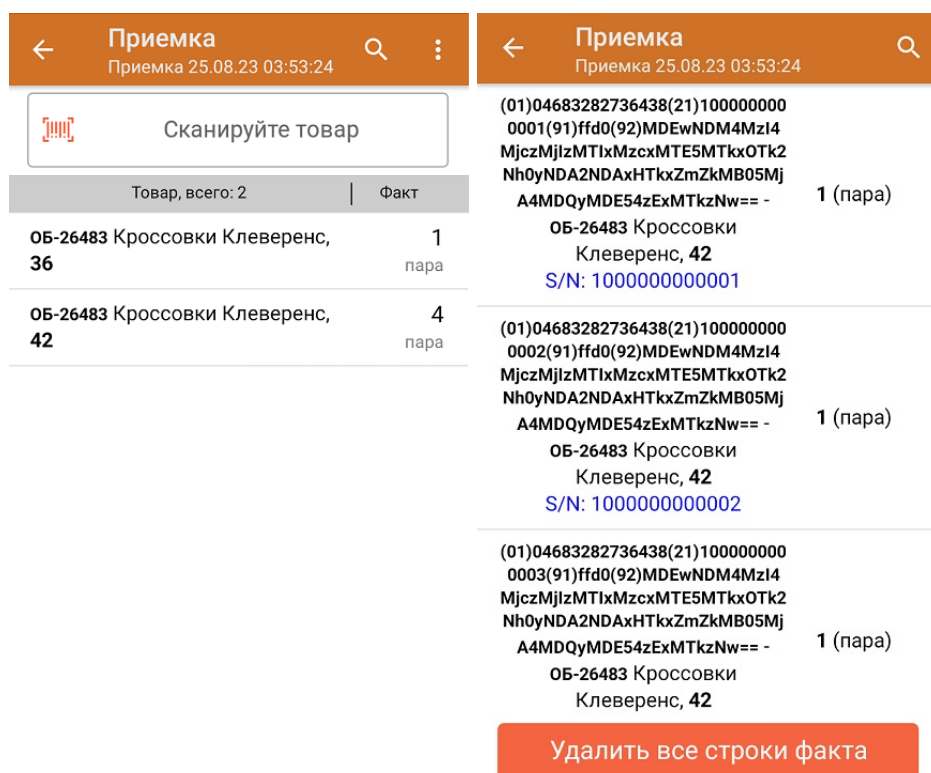 Приемка
Приемка 25.08.23 03:53:24
Сканируйте товар
Товар, всего: 2 | Факт
ОБ-26483 Кроссовки Клеверенс, 1
36 пара
ОБ-26483 Кроссовки Клеверенс, 4
42 пара
Приемка
Приемка 25.08.23 03:53:24
(01)04683282736438(21)100000000
0001(91)ffd0(92)MDEwNDM4MzI4
MjczMjIzMTIxMzcxMTE5MTkxOTk2
Nh0yNDA2NDAxHTkxZmZkMB05Mj
A4MDQyMDE54zExMTkzNw== -
1 (пара)
ОБ-26483 Кроссовки
Клеверенс, 42
S/N: 1000000000001
(01)04683282736438(21)100000000
0002(91)ffd0(92)MDEwNDM4MzI4
MjczMjIzMTIxMzcxMTE5MTkxOTk2
Nh0yNDA2NDAxHTkxZmZkMB05Mj
A4MDQyMDE54zExMTkzNw== -
1 (пара)
ОБ-26483 Кроссовки
Клеверенс, 42
S/N: 1000000000002
(01)04683282736438(21)100000000
0003(91)ffd0(92)MDEwNDM4MzI4
MjczMjIzMTIxMzcxMTE5MTkxOTk2
Nh0yNDA2NDAxHTkxZmZkMB05Mj
A4MDQyMDE54zExMTkzNw== -
1 (пара)
ОБ-26483 Кроссовки
Клеверенс, 42
Удалить все строки факта